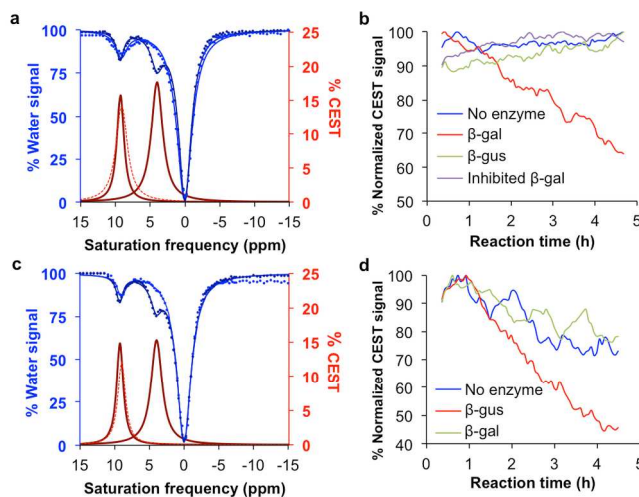 a
% Water signal
100
75
50
25
0
25
20
15
10
5
0
% CEST
15 10 5 0 -5 -10 -15
Saturation frequency (ppm)
b
% Normalized CEST signal
100
90
80
70
60
50
No enzyme
β-gal
β-gus
Inhibited β-gal
0 1 2 3 4 5
Reaction time (h)
c
% Water signal
100
75
50
25
0
25
20
15
10
5
0
% CEST
15 10 5 0 -5 -10 -15
Saturation frequency (ppm)
d
% Normalized CEST signal
100
90
80
70
60
50
40
No enzyme
β-gus
β-gal
0 1 2 3 4 5
Reaction time (h)